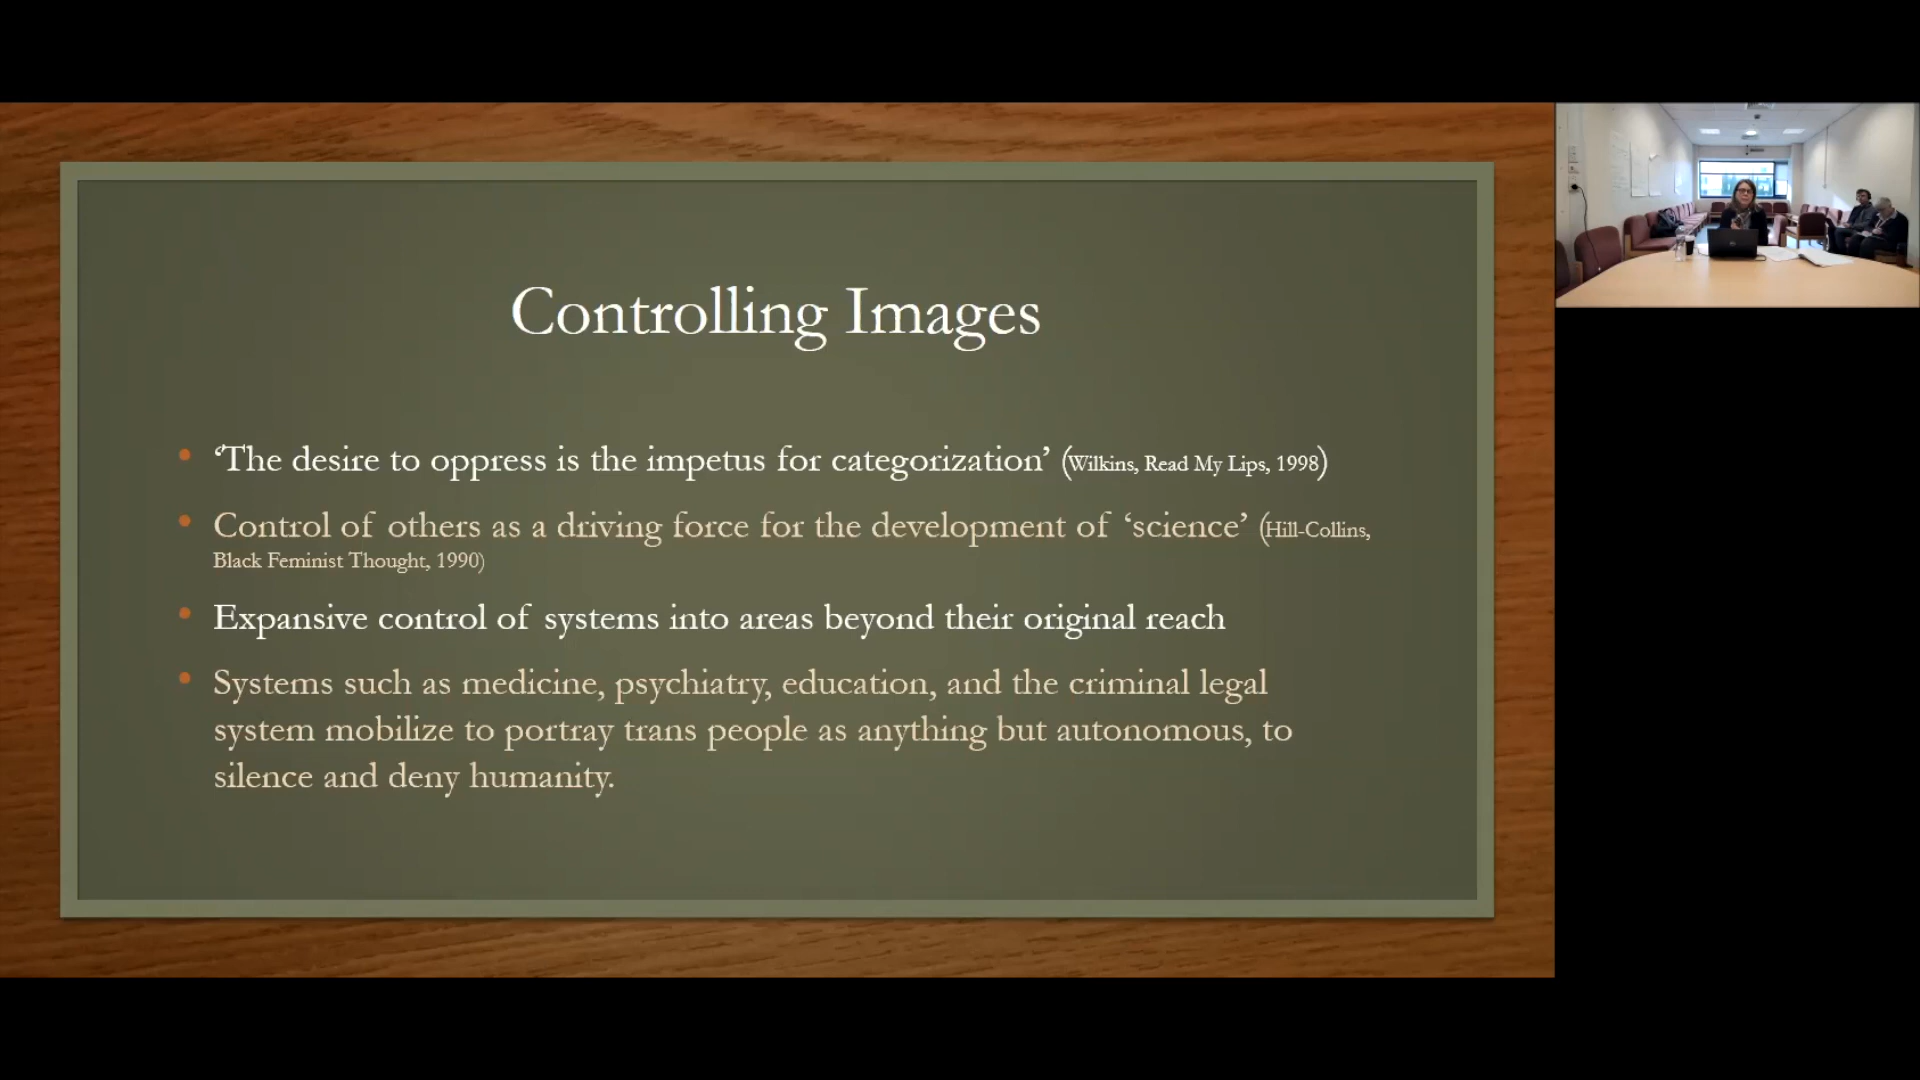 Controlling Images
• ‘The desire to oppress is the impetus for categorization’ (Wilkins, Read My Lips, 1998)
• Control of others as a driving force for the development of ‘science’ (Hill-Collins,
Black Feminist Thought, 1990)
• Expansive control of systems into areas beyond their original reach
• Systems such as medicine, psychiatry, education, and the criminal legal
system mobilize to portray trans people as anything but autonomous, to
silence and deny humanity.